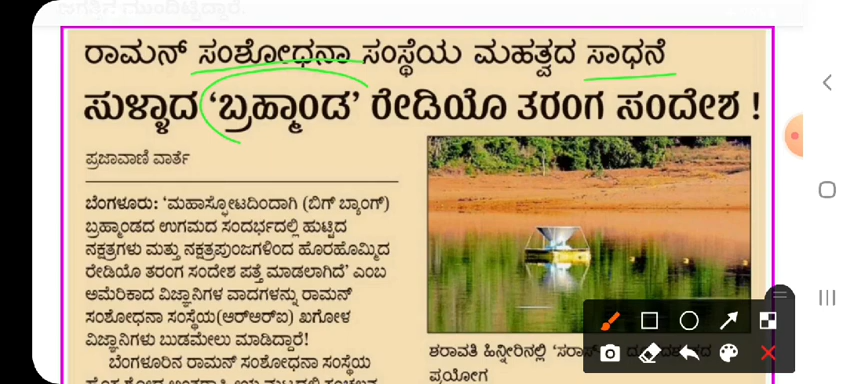 ರಾಮನ್ ಸಂಶೋಧನಾ ಸಂಸ್ಥೆಯ ಮಹತ್ವದ ಸಾಧನೆ
ಸುಳ್ಳಾದ ‘ಬ್ರಹ್ಮಾಂಡ’ ರೇಡಿಯೊ ತರಂಗ ಸಂದೇಶ !
ಪ್ರಜಾವಾಣಿ ವಾರ್ತೆ
ಬೆಂಗಳೂರು: ‘ಮಹಾಸ್ಫೋಟದಿಂದಾಗಿ (ಬಿಗ್ ಬ್ಯಾಂಗ್)
ಬ್ರಹ್ಮಾಂಡದ ಉಗಮದ ಸಂದರ್ಭದಲ್ಲಿ ಹುಟ್ಟಿದ
ನಕ್ಷತ್ರಗಳು ಮತ್ತು ನಕ್ಷತ್ರಪುಂಜಗಳಿಂದ ಹೊರಹೊಮ್ಮಿದ
ರೇಡಿಯೊ ತರಂಗ ಸಂದೇಶ ಪತ್ತೆ ಮಾಡಲಾಗಿದೆ’ ಎಂಬ
ಅಮೆರಿಕಾದ ವಿಜ್ಞಾನಿಗಳ ವಾದಗಳನ್ನು ರಾಮನ್
ಸಂಶೋಧನಾ ಸಂಸ್ಥೆಯ(ಆರ್‌ಆರ್‌ಐ) ಖಗೋಳ
ವಿಜ್ಞಾನಿಗಳು ಬುಡಮೇಲು ಮಾಡಿದ್ದಾರೆ!
ಬೆಂಗಳೂರಿನ ರಾಮನ್ ಸಂಶೋಧನಾ ಸಂಸ್ಥೆಯ
ಶರಾವತಿ ಹಿನ್ನೀರಿನಲ್ಲಿ
ಪ್ರಯೋಗ